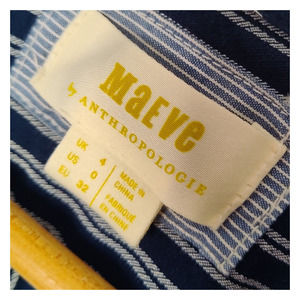 MAEVE
by ANTHROPOLOGIE
UK 4
US 0
EU 32
MADE IN
CHINA
FABRIQUÉ
EN CHINE